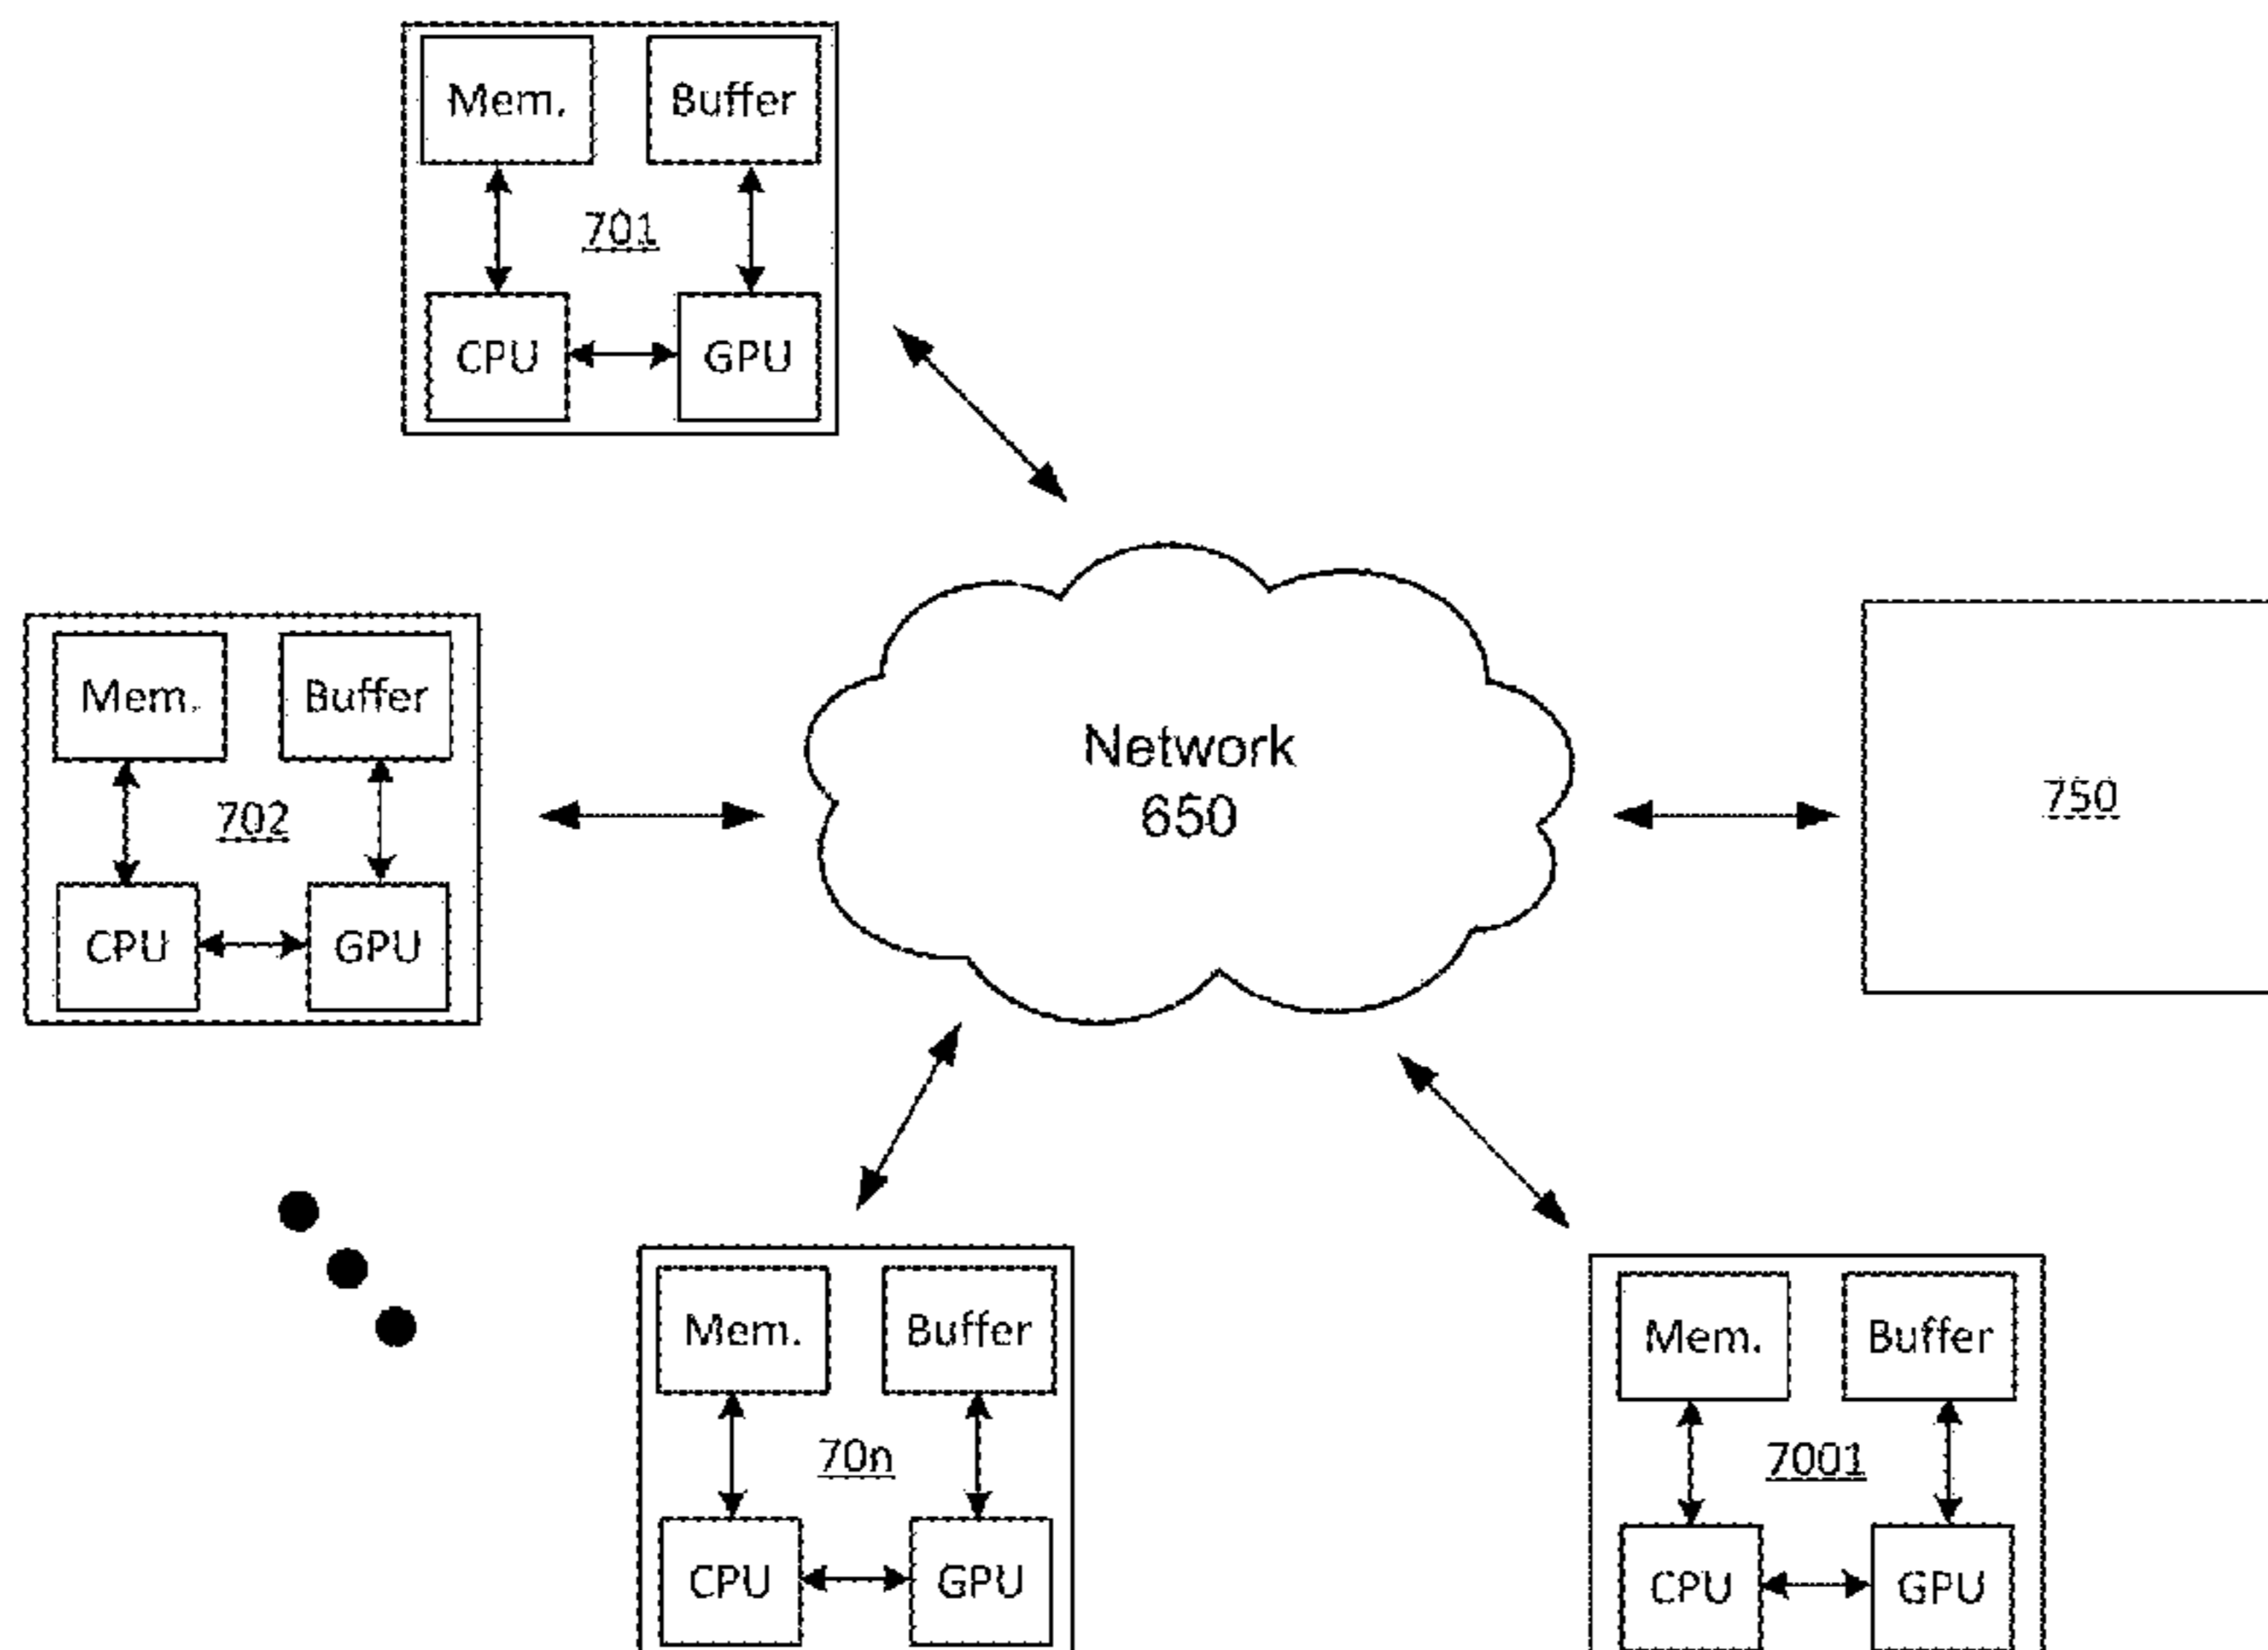 Mem.
Buffer
701
CPU
GPU
Mem.
Buffer
702
CPU
GPU
Network
650
750
Mem.
Buffer
70n
CPU
GPU
Mem.
Buffer
7001
CPU
GPU